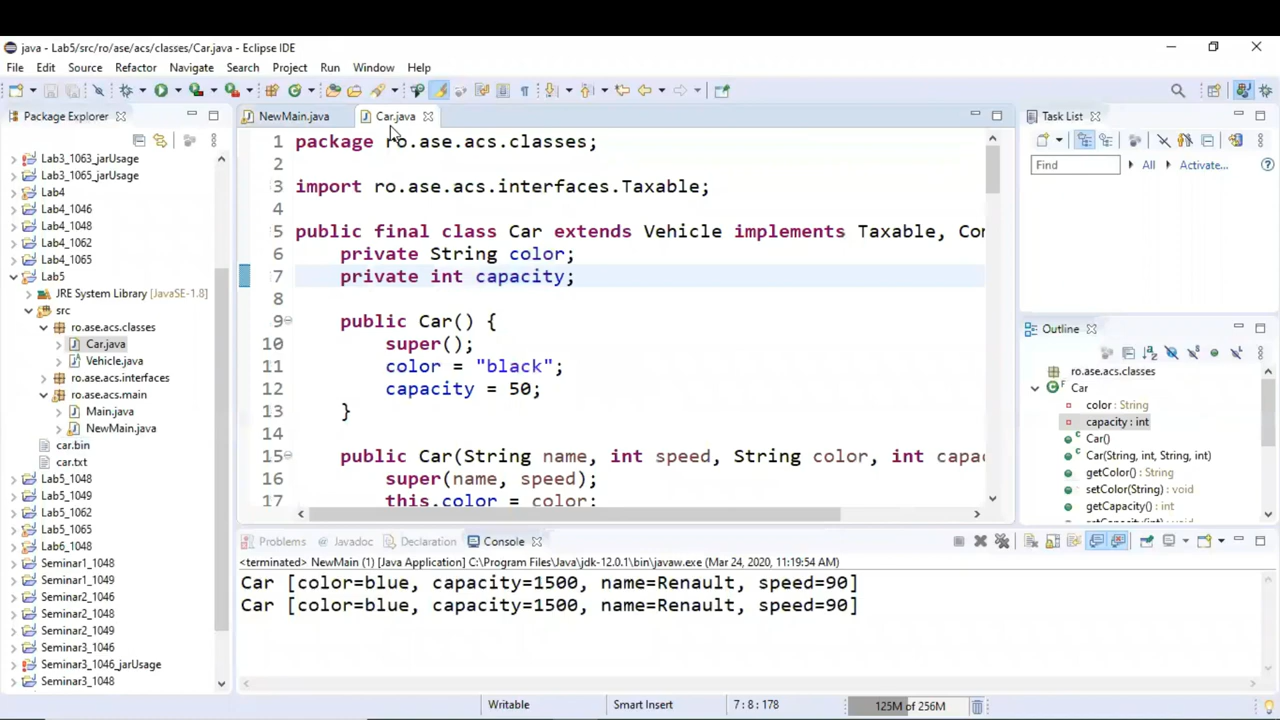 java - Lab5/src/ro/ase/acs/classes/Car.java - Eclipse IDE
File Edit Source Refactor Navigate Search Project Run Window Help
Package Explorer
Lab3_1063_jarUsage
Lab3_1065_jarUsage
Lab4
Lab4_1046
Lab4_1048
Lab4_1062
Lab4_1065
Lab5
JRE System Library [JavaSE-1.8]
src
ro.ase.acs.classes
Car.java
Vehicle.java
ro.ase.acs.interfaces
ro.ase.acs.main
Main.java
NewMain.java
car.bin
car.txt
Lab5_1048
Lab5_1049
Lab5_1062
Lab5_1065
Lab6_1048
Seminar1_1048
Seminar1_1049
Seminar2_1046
Seminar2_1048
Seminar2_1049
Seminar3_1046
Seminar3_1046_jarUsage
Seminar3_1048
NewMain.java Car.java
1 package ro.ase.acs.classes;
2
3 import ro.ase.acs.interfaces.Taxable;
4
5 public final class Car extends Vehicle implements Taxable, Con
6 private String color;
7 private int capacity;
8
9 public Car() {
10 super();
11 color = "black";
12 capacity = 50;
13 }
14
15 public Car(String name, int speed, String color, int capac
16 super(name, speed);
17 this.color = color;
Task List
Find All Activate...
Outline
ro.ase.acs.classes
Car
color : String
capacity : int
Car()
Car(String, int, String, int)
getColor() : String
setColor(String) : void
getCapacity() : int
setCapacity(int) : void
Problems Javadoc Declaration Console
<terminated> NewMain (1) [Java Application] C:\Program Files\Java\jdk-12.0.1\bin\javaw.exe (Mar 24, 2020, 11:19:54 AM)
Car [color=blue, capacity=1500, name=Renault, speed=90]
Car [color=blue, capacity=1500, name=Renault, speed=90]
Writable Smart Insert 7 : 8 : 178 125M of 256M